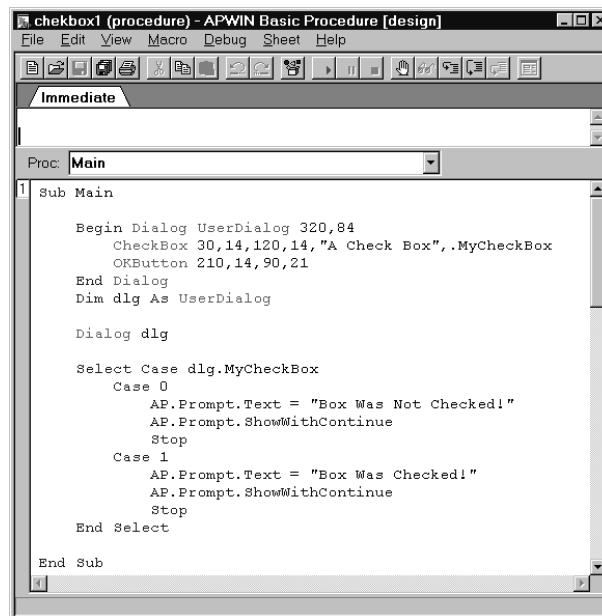 chekbox1 (procedure) - APWIN Basic Procedure [design]
File Edit View Macro Debug Sheet Help
Immediate
Proc: Main
1
Sub Main
Begin Dialog UserDialog 320,84
CheckBox 30,14,120,14,"A Check Box",.MyCheckBox
OKButton 210,14,90,21
End Dialog
Dim dlg As UserDialog
Dialog dlg
Select Case dlg.MyCheckBox
Case 0
AP.Prompt.Text = "Box Was Not Checked!"
AP.Prompt.ShowWithContinue
Stop
Case 1
AP.Prompt.Text = "Box Was Checked!"
AP.Prompt.ShowWithContinue
Stop
End Select
End Sub